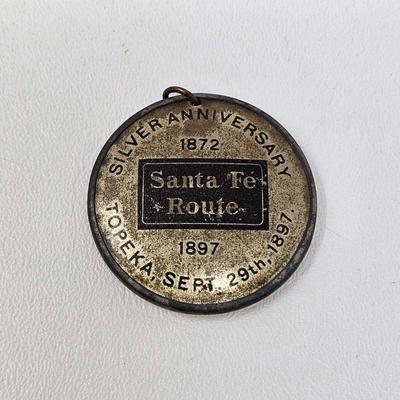 SILVER ANNIVERSARY
1872
Santa Fe
Route
1897
TOPEKA, SEPT. 29th, 1897.